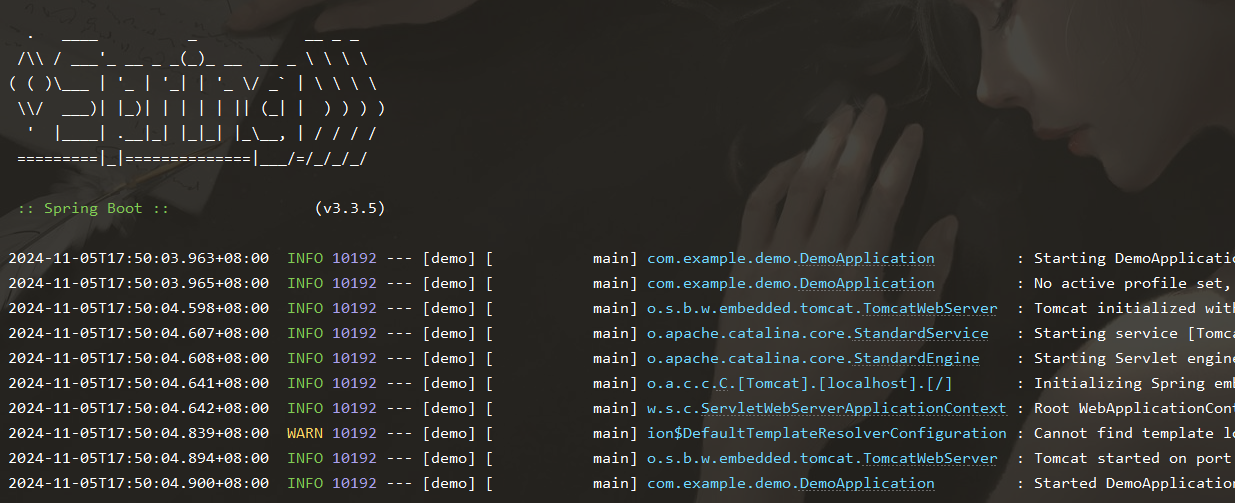 .   ____          _            __ _ _
 /\\ / ___'_ __ _ _(_)_ __  __ _ \ \ \ \
( ( )\___ | '_ | '_| | '_ \/ _` | \ \ \ \
 \\/  ___)| |_)| | | | | || (_| |  ) ) ) )
  '  |____| .__|_| |_|_| |_\__, | / / / /
 =========|_|==============|___/=/_/_/_/
 :: Spring Boot ::                (v3.3.5)
2024-11-05T17:50:03.963+08:00  INFO 10192 --- [demo] [           main] com.example.demo.DemoApplication         : Starting DemoApplicatio
2024-11-05T17:50:03.965+08:00  INFO 10192 --- [demo] [           main] com.example.demo.DemoApplication         : No active profile set,
2024-11-05T17:50:04.598+08:00  INFO 10192 --- [demo] [           main] o.s.b.w.embedded.tomcat.TomcatWebServer  : Tomcat initialized wit
2024-11-05T17:50:04.607+08:00  INFO 10192 --- [demo] [           main] o.apache.catalina.core.StandardService   : Starting service [Tomc
2024-11-05T17:50:04.608+08:00  INFO 10192 --- [demo] [           main] o.apache.catalina.core.StandardEngine    : Starting Servlet engine
2024-11-05T17:50:04.641+08:00  INFO 10192 --- [demo] [           main] o.a.c.c.C.[Tomcat].[localhost].[/]       : Initializing Spring emb
2024-11-05T17:50:04.642+08:00  INFO 10192 --- [demo] [           main] w.s.c.ServletWebServerApplicationContext : Root WebApplicationCont
2024-11-05T17:50:04.839+08:00  WARN 10192 --- [demo] [           main] ion$DefaultTemplateResolverConfiguration : Cannot find template lo
2024-11-05T17:50:04.894+08:00  INFO 10192 --- [demo] [           main] o.s.b.w.embedded.tomcat.TomcatWebServer  : Tomcat started on port
2024-11-05T17:50:04.900+08:00  INFO 10192 --- [demo] [           main] com.example.demo.DemoApplication         : Started DemoApplication